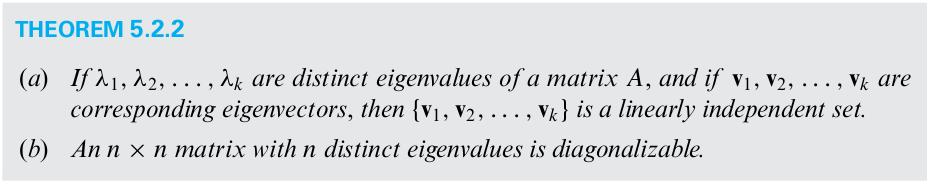 THEOREM 5.2.2
(a) If λ₁, λ₂, . . . , λₖ are distinct eigenvalues of a matrix A, and if v₁, v₂, . . . , vₖ are
corresponding eigenvectors, then {v₁, v₂, . . . , vₖ} is a linearly independent set.
(b) An n × n matrix with n distinct eigenvalues is diagonalizable.